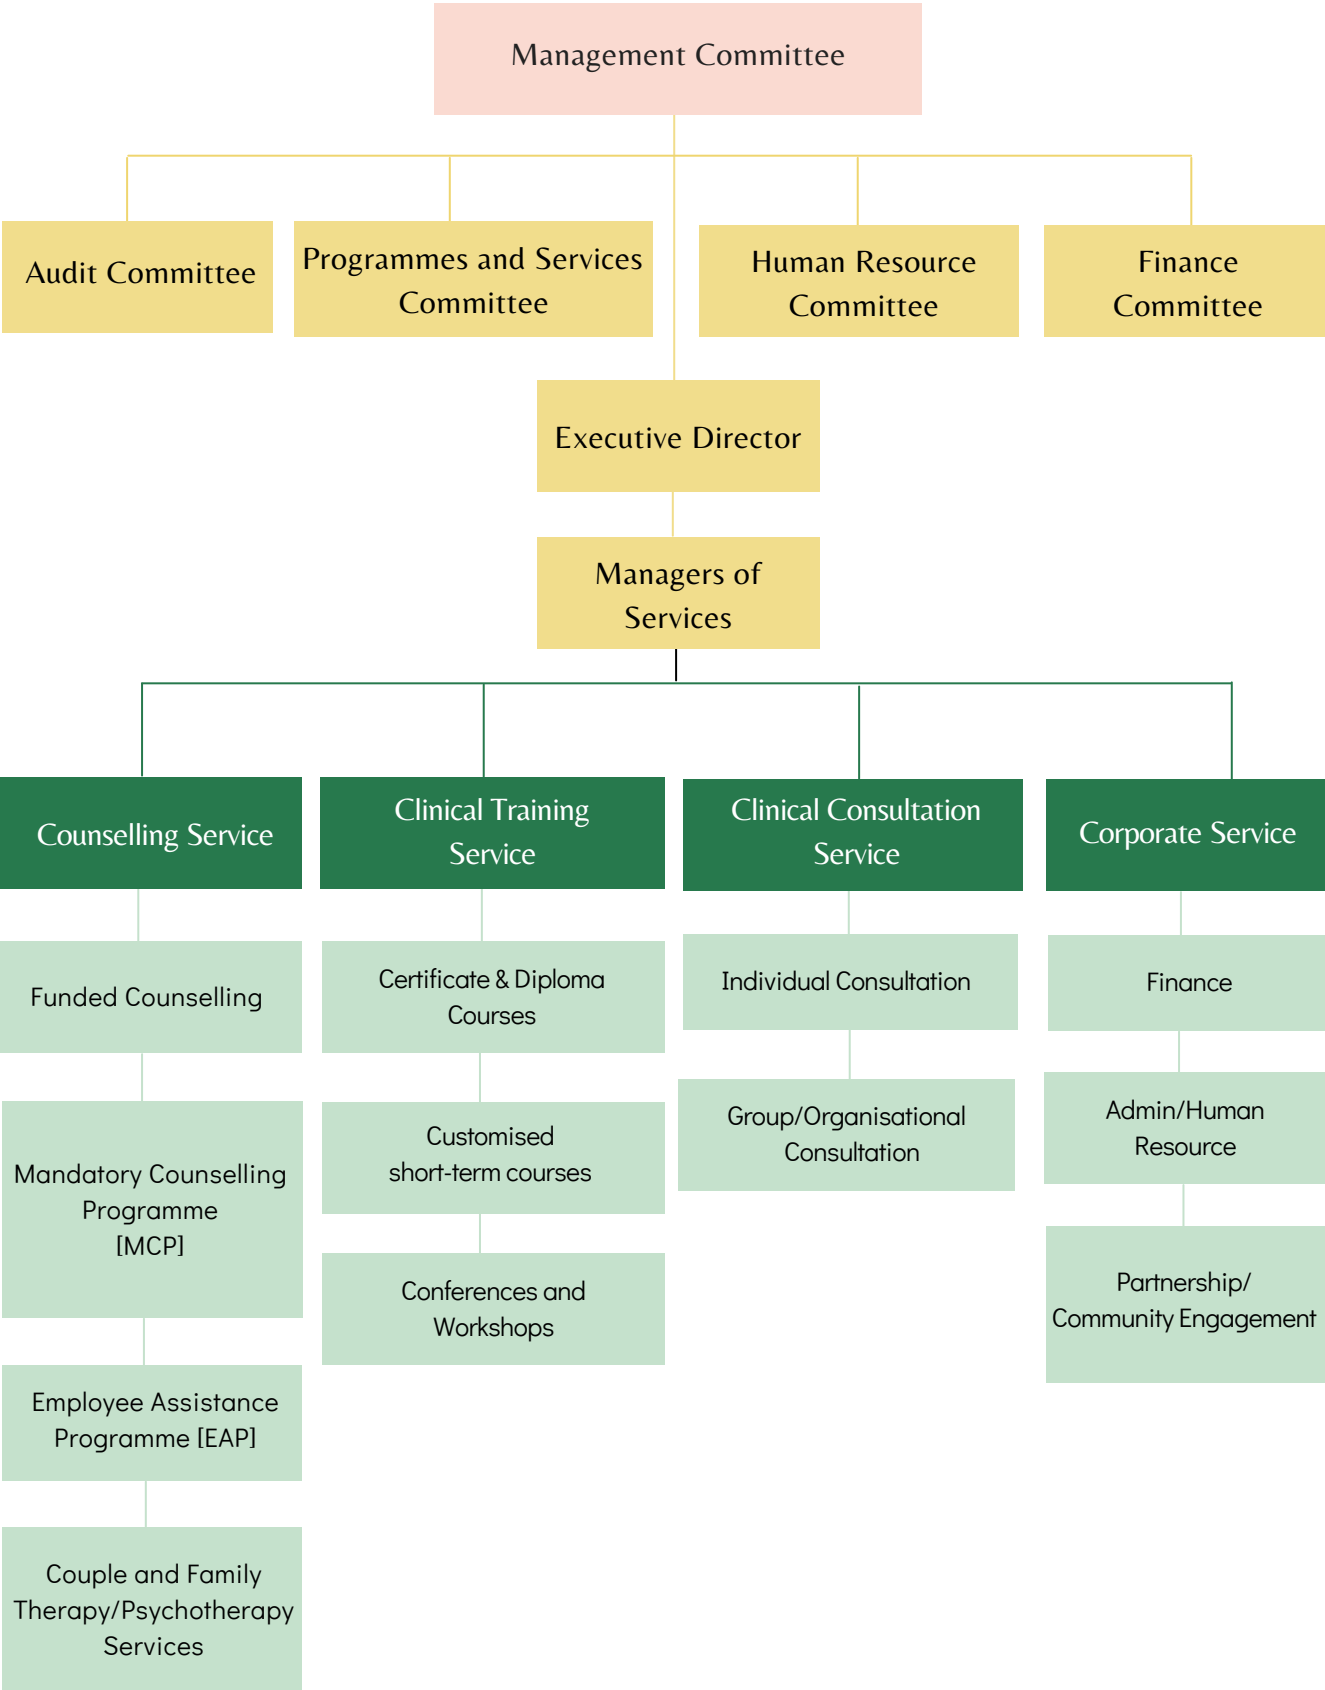 Management Committee
Audit Committee
Programmes and Services
Committee
Human Resource
Committee
Finance
Committee
Executive Director
Managers of
Services
Counselling Service
Clinical Training
Service
Clinical Consultation
Service
Corporate Service
Funded Counselling
Mandatory Counselling
Programme
[MCP]
Employee Assistance
Programme [EAP]
Couple and Family
Therapy/Psychotherapy
Services
Certificate & Diploma
Courses
Customised
short-term courses
Conferences and
Workshops
Individual Consultation
Group/Organisational
Consultation
Finance
Admin/Human
Resource
Partnership/
Community Engagement